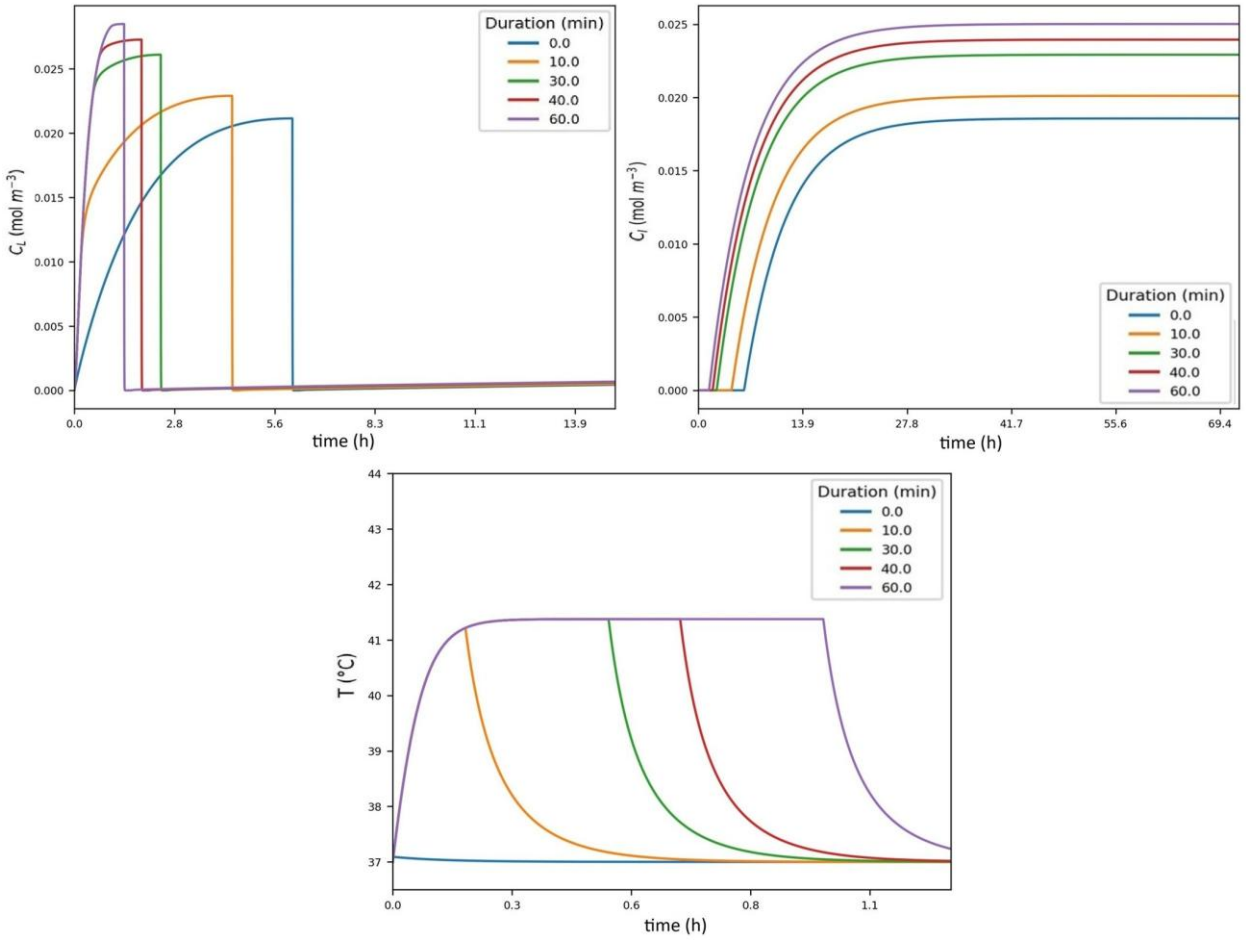 Duration (min)
0.0
10.0
30.0
40.0
60.0
0.025
0.020
0.015
0.010
0.005
0.000
C_L (mol m⁻³)
0.0 2.8 5.6 8.3 11.1 13.9
time (h)
0.025
0.020
0.015
0.010
0.005
0.000
C_I (mol m⁻³)
Duration (min)
0.0
10.0
30.0
40.0
60.0
0.0 13.9 27.8 41.7 55.6 69.4
time (h)
Duration (min)
0.0
10.0
30.0
40.0
60.0
44
43
42
41
40
39
38
37
T (°C)
0.0 0.3 0.6 0.8 1.1
time (h)